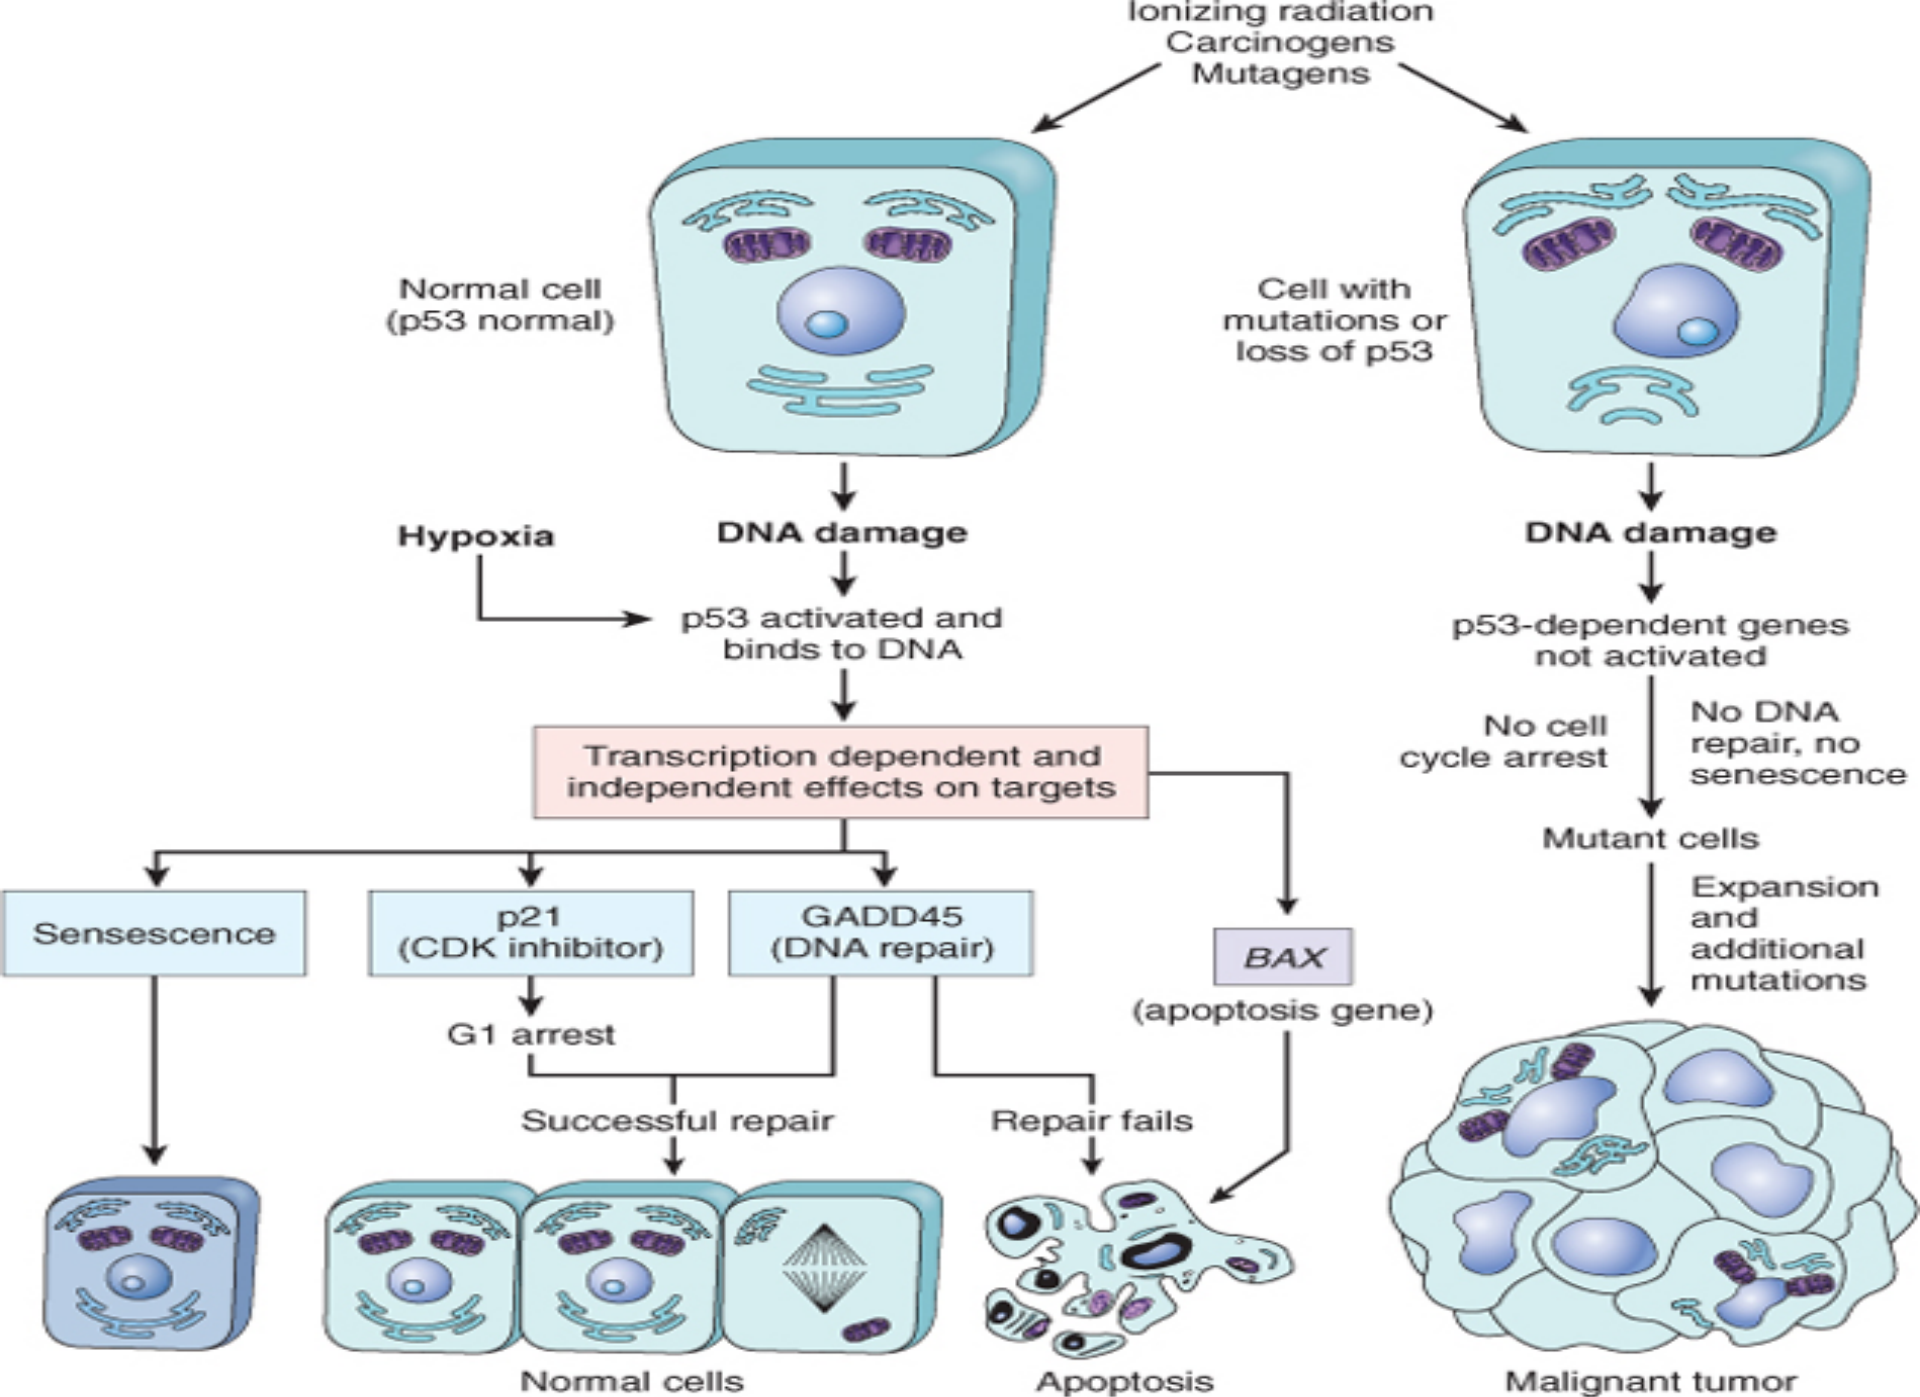 Ionizing radiation
Carcinogens
Mutagens
Normal cell
(p53 normal)
Cell with
mutations or
loss of p53
Hypoxia
DNA damage
DNA damage
p53 activated and
binds to DNA
p53-dependent genes
not activated
No cell
cycle arrest
No DNA
repair, no
senescence
Transcription dependent and
independent effects on targets
Mutant cells
Expansion
and
additional
mutations
Sensescence
p21
(CDK inhibitor)
GADD45
(DNA repair)
BAX
(apoptosis gene)
G1 arrest
Successful repair
Repair fails
Normal cells
Apoptosis
Malignant tumor